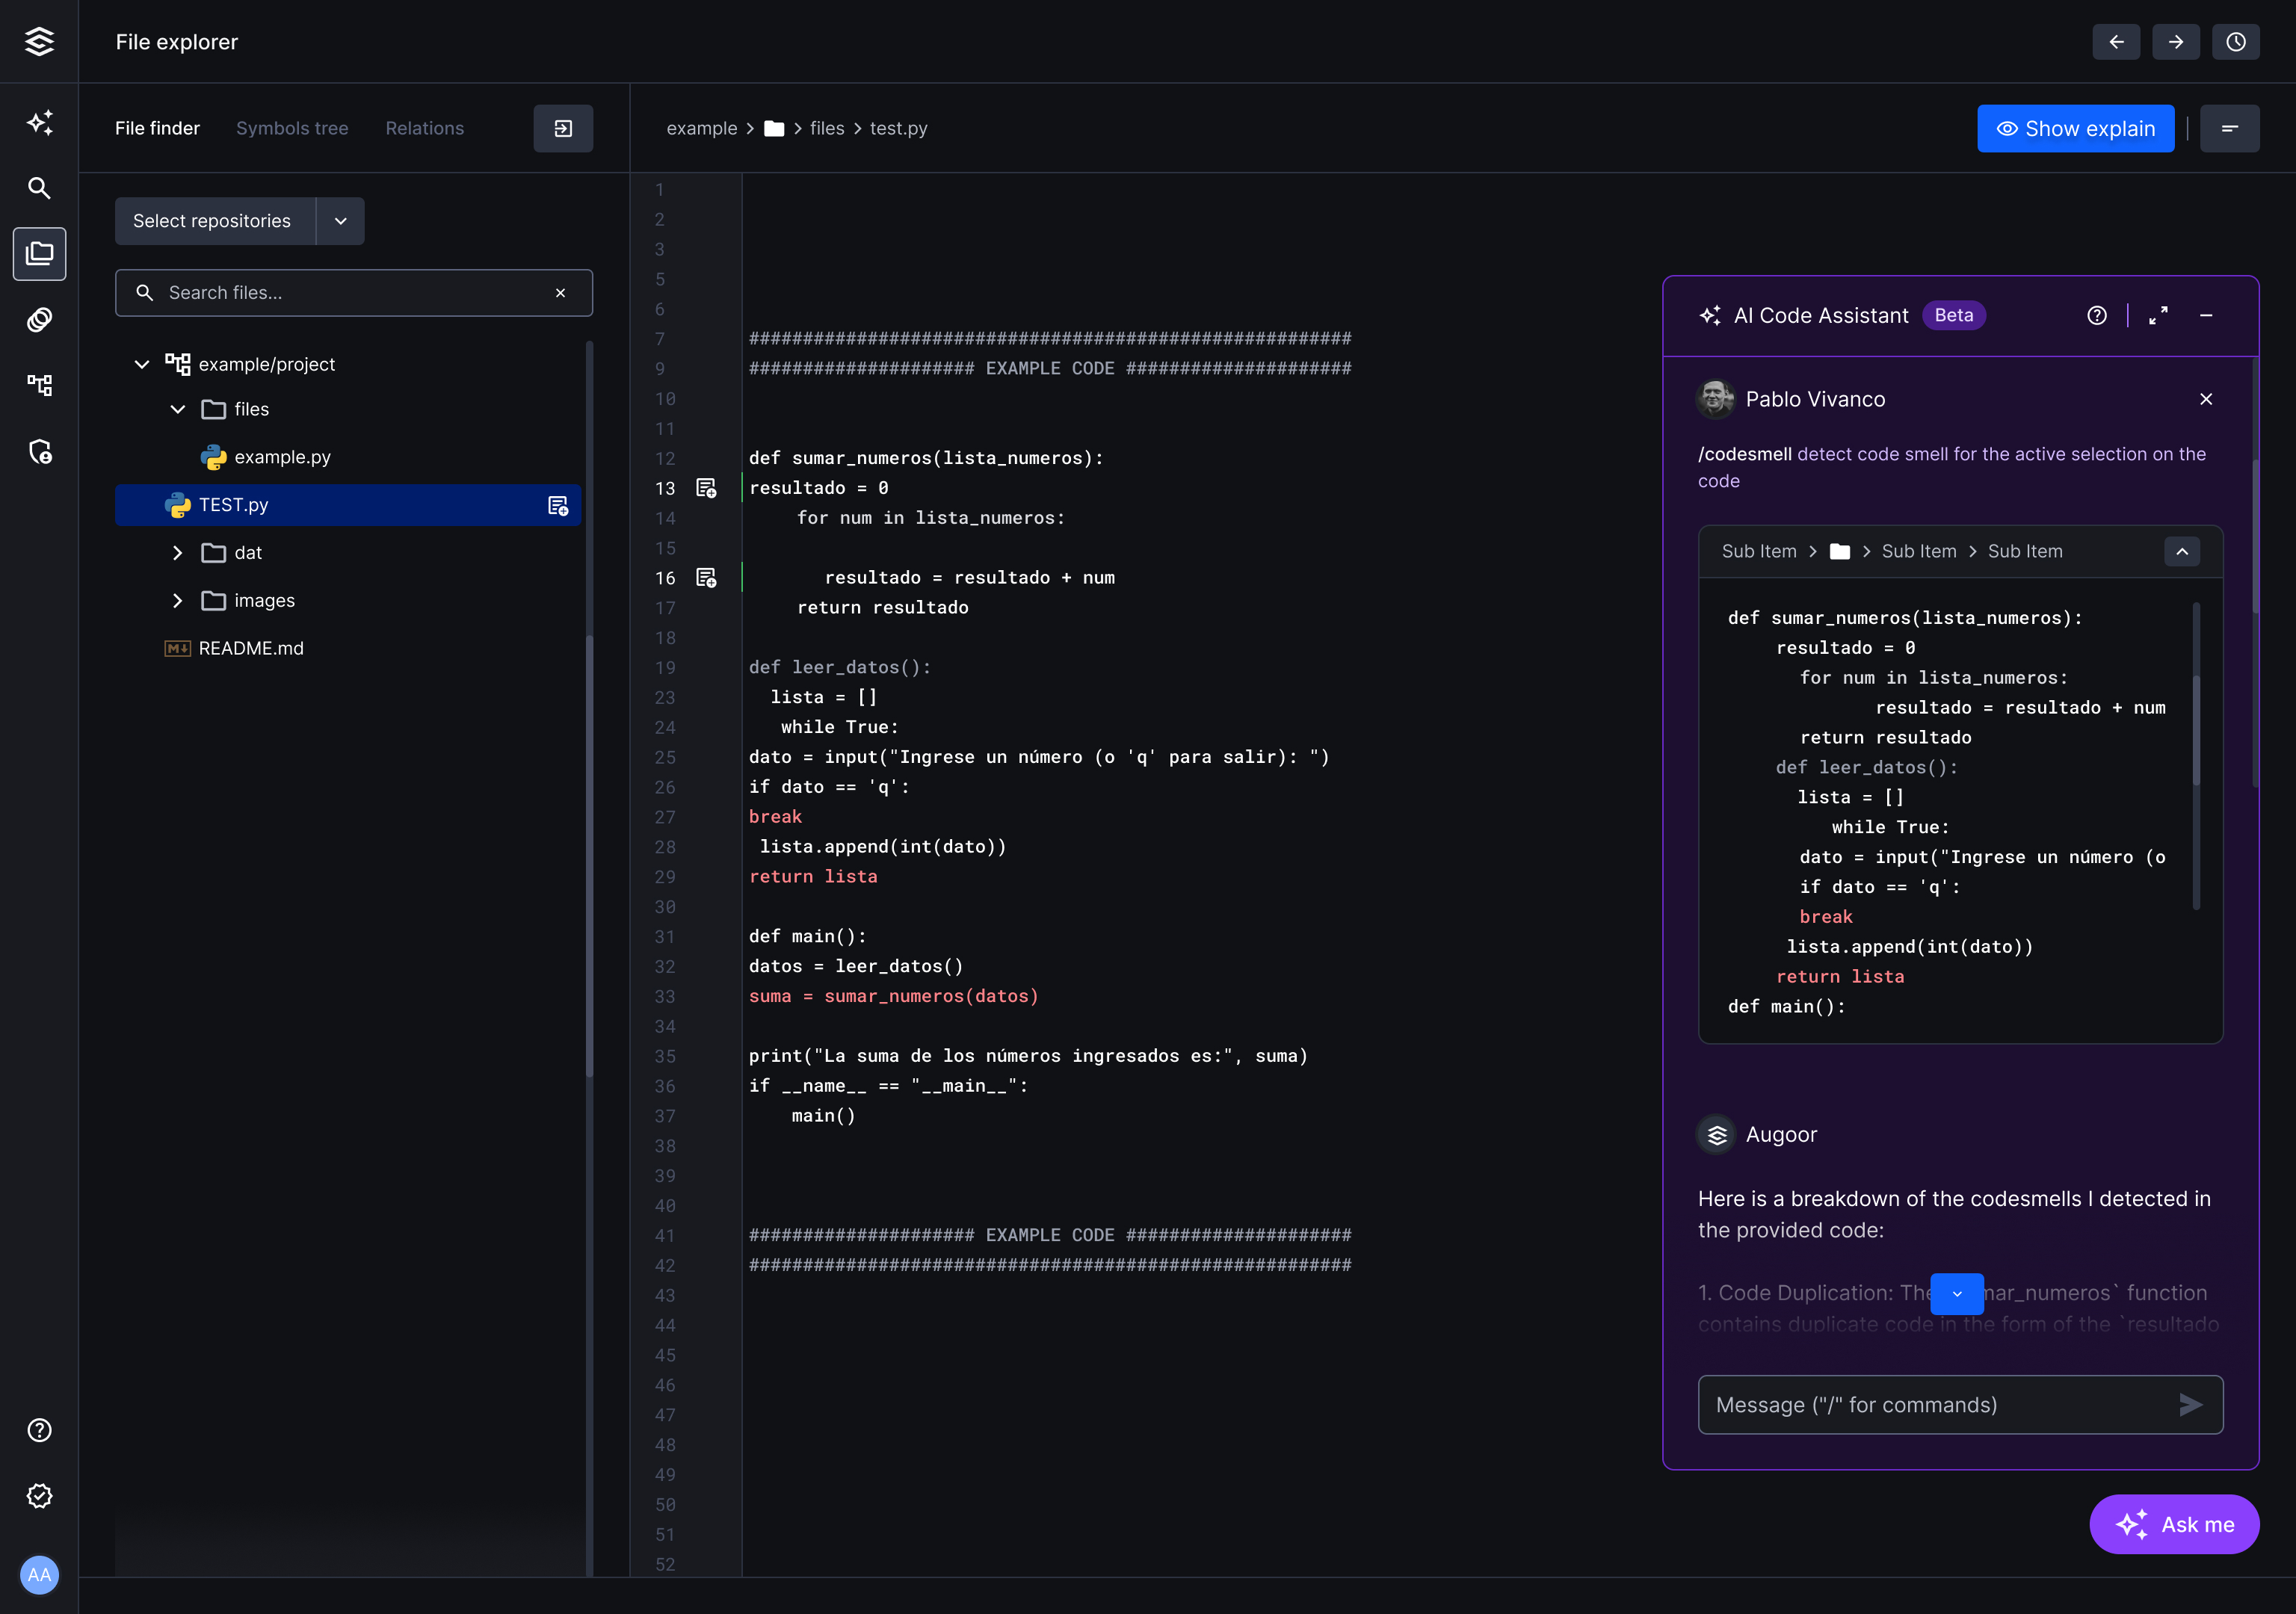 File explorer
File finder Symbols tree Relations
example files test.py
Show explain
Select repositories
Search files...
example/project
files
example.py
TEST.py
dat
images
README.md
AA
1
2
3
5
6
7 ########################################################
9 ##################### EXAMPLE CODE #####################
10
11
12 def sumar_numeros(lista_numeros):
13 resultado = 0
14 for num in lista_numeros:
15
16 resultado = resultado + num
17 return resultado
18
19 def leer_datos():
23 lista = []
24 while True:
25 dato = input("Ingrese un número (o 'q' para salir): ")
26 if dato == 'q':
27 break
28 lista.append(int(dato))
29 return lista
30
31 def main():
32 datos = leer_datos()
33 suma = sumar_numeros(datos)
34
35 print("La suma de los números ingresados es:", suma)
36 if __name__ == "__main__":
37 main()
38
39
40
41 ##################### EXAMPLE CODE #####################
42 ########################################################
43
44
45
46
47
48
49
50
51
52
AI Code Assistant Beta
Pablo Vivanco
/codesmell detect code smell for the active selection on the
code
Sub Item Sub Item Sub Item
def sumar_numeros(lista_numeros):
resultado = 0
for num in lista_numeros:
resultado = resultado + num
return resultado
def leer_datos():
lista = []
while True:
dato = input("Ingrese un número (o
if dato == 'q':
break
lista.append(int(dato))
return lista
def main():
Augoor
Here is a breakdown of the codesmells I detected in
the provided code:
1. Code Duplication: The mar_numeros` function
contains duplicate code in the form of the `resultado
Message ("/" for commands)
Ask me